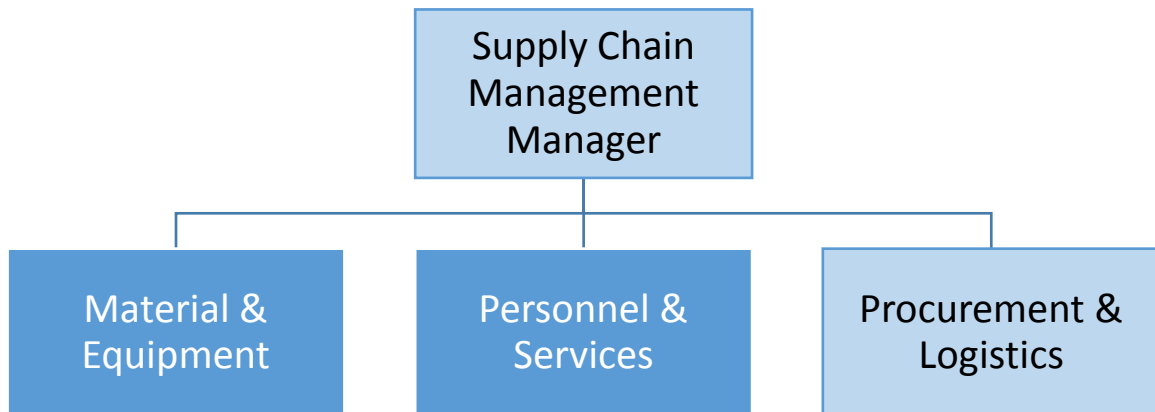 Supply Chain
Management
Manager
Material &
Equipment
Personnel &
Services
Procurement &
Logistics